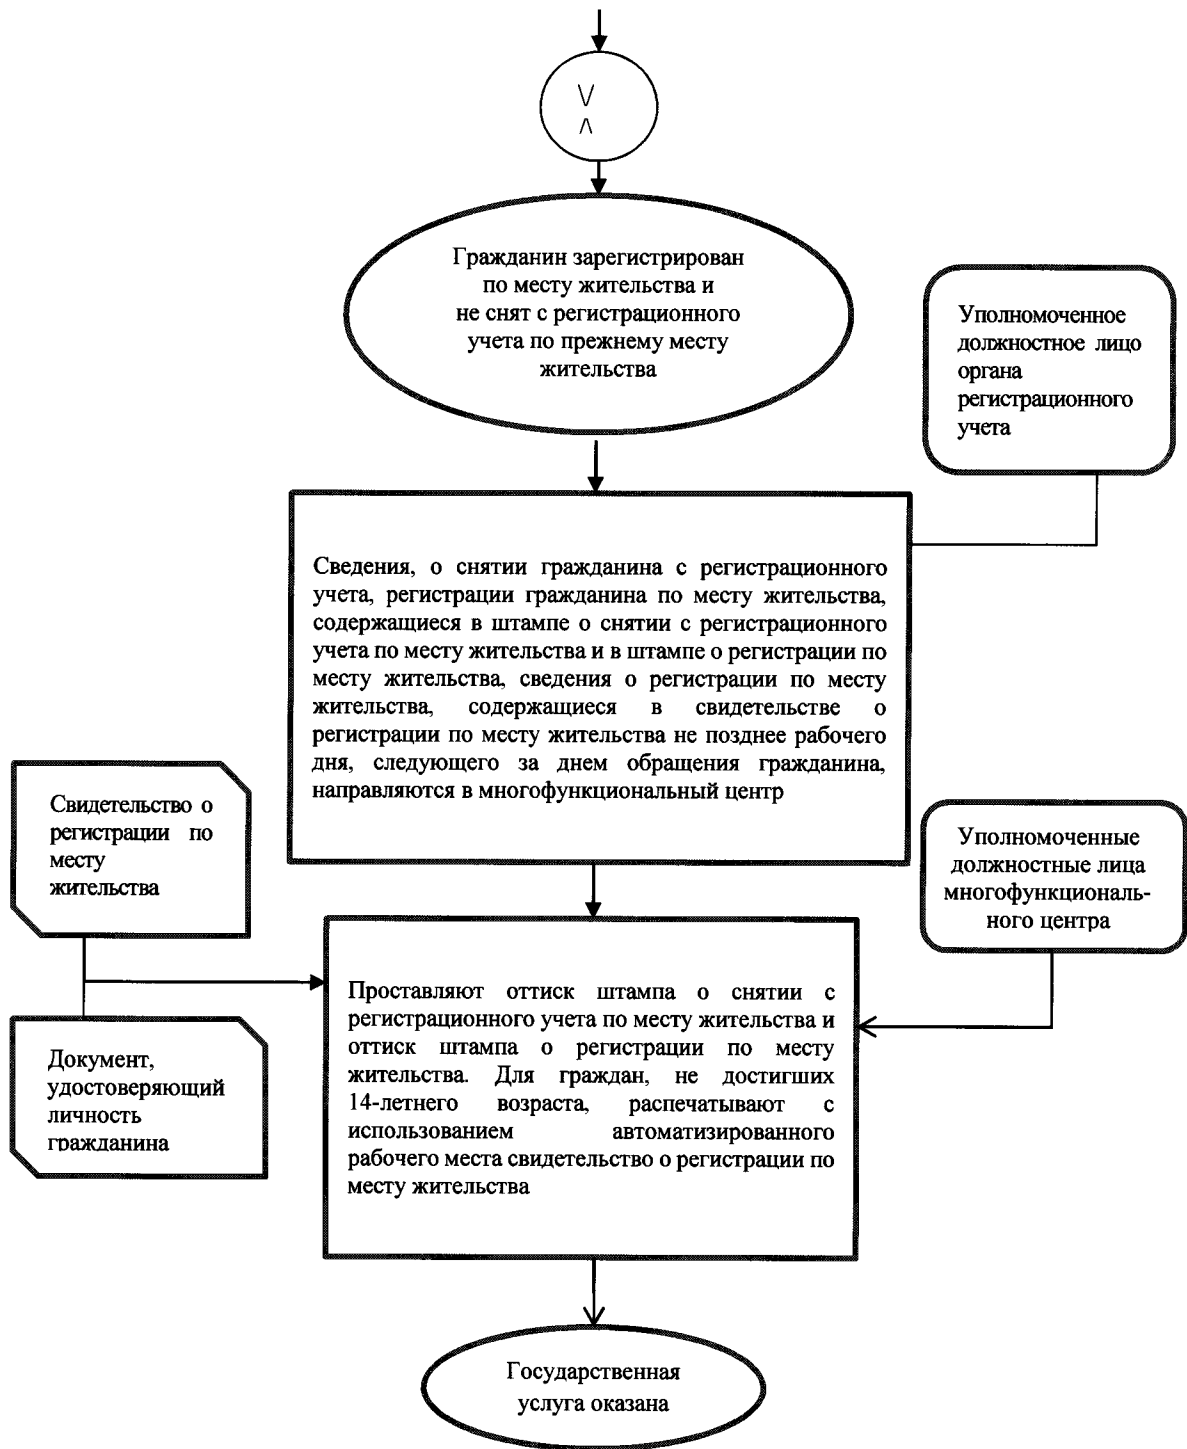 V
Λ
Гражданин зарегистрирован
по месту жительства и
не снят с регистрационного
учета по прежнему месту
жительства
Уполномоченное
должностное лицо
органа
регистрационного
учета
Сведения, о снятии гражданина с регистрационного
учета, регистрации гражданина по месту жительства,
содержащиеся в штампе о снятии с регистрационного
учета по месту жительства и в штампе о регистрации по
месту жительства, сведения о регистрации по месту
жительства, содержащиеся в свидетельстве о
регистрации по месту жительства не позднее рабочего
дня, следующего за днем обращения гражданина,
направляются в многофункциональный центр
Свидетельство о
регистрации по
месту
жительства
Уполномоченные
должностные лица
многофункциональ-
ного центра
Проставляют оттиск штампа о снятии с
регистрационного учета по месту жительства и
оттиск штампа о регистрации по месту
жительства. Для граждан, не достигших
14-летнего возраста, распечатывают с
использованием автоматизированного
рабочего места свидетельство о регистрации по
месту жительства
Документ,
удостоверяющий
личность
гражданина
Государственная
услуга оказана